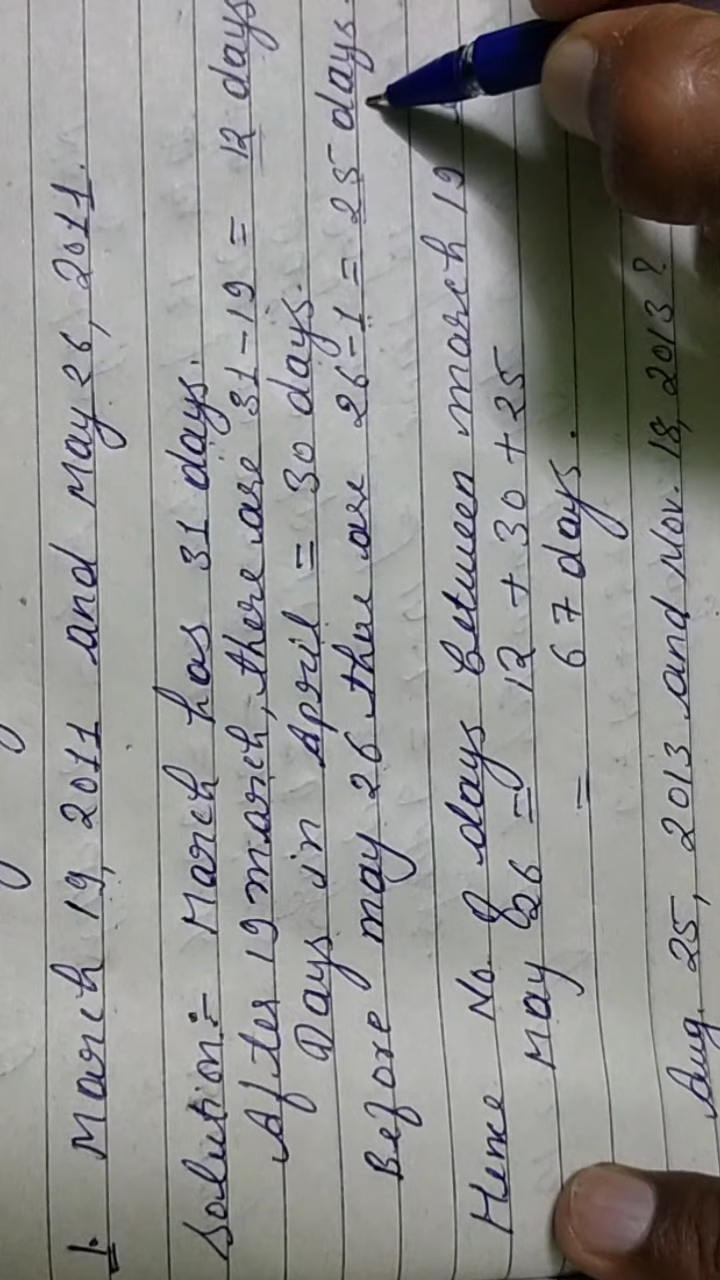 1. March 19, 2011 and May 26, 2011.
Solution:- March has 31 days.
After 19 march, there are 31-19 = 12 days
Days in April = 30 days.
Before may 26 there are 26-1 = 25 days.
Hence No. of days between march 19
May 26 = 12 + 30 + 25
= 67 days.
Aug. 25, 2013 and Nov. 18, 2013?